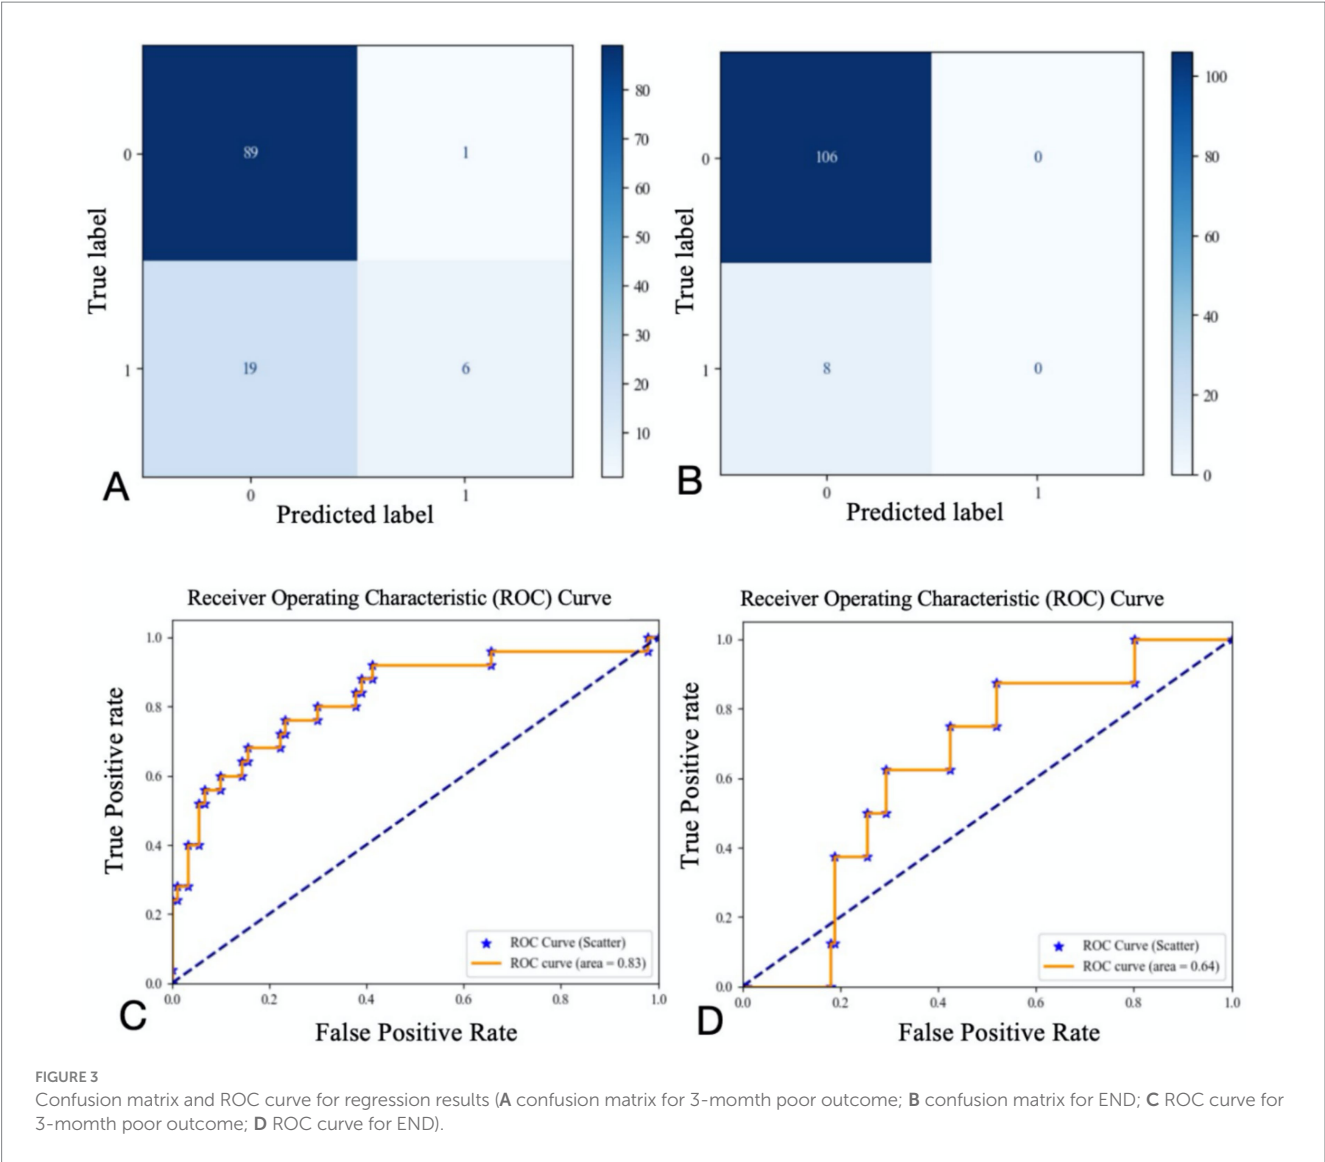 89
1
19
6
0
1
True label
0
1
Predicted label
80
70
60
50
40
30
20
10
A
106
0
8
0
0
1
True label
0
1
Predicted label
100
80
60
40
20
0
B
Receiver Operating Characteristic (ROC) Curve
1.0
0.8
0.6
0.4
0.2
0.0
True Positive rate
0.0 0.2 0.4 0.6 0.8 1.0
False Positive Rate
ROC Curve (Scatter)
ROC curve (area = 0.83)
C
Receiver Operating Characteristic (ROC) Curve
1.0
0.8
0.6
0.4
0.2
0.0
True Positive rate
0.0 0.2 0.4 0.6 0.8 1.0
False Positive Rate
ROC Curve (Scatter)
ROC curve (area = 0.64)
D
FIGURE 3
Confusion matrix and ROC curve for regression results (A confusion matrix for 3-momth poor outcome; B confusion matrix for END; C ROC curve for
3-momth poor outcome; D ROC curve for END).